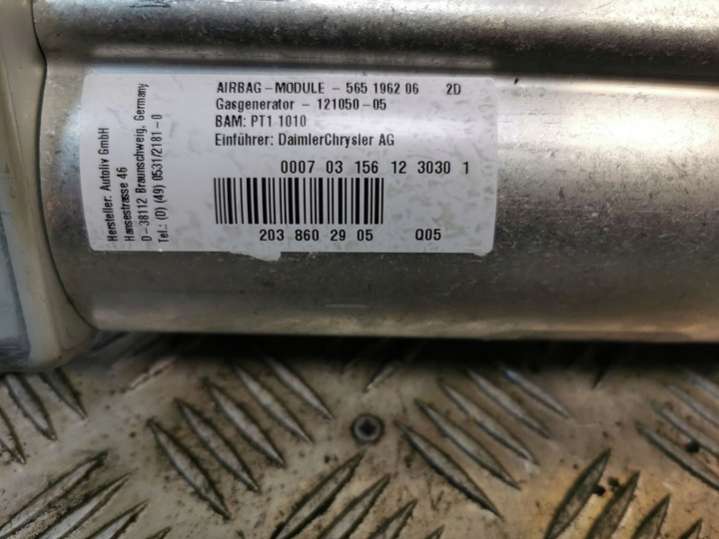 AIRBAG-MODULE - 565 1962 06 2D
Gasgenerator - 121050-05
BAM: PT1 1010
Einführer: DaimlerChrysler AG
0007 03 156 12 3030 1
203 860 29 05 Q05
Hersteller: Autoliv GmbH
Hansestrasse 46
D-38112 Braunschweig, Germany
Tel.: (0) (49) 0531/2181-0